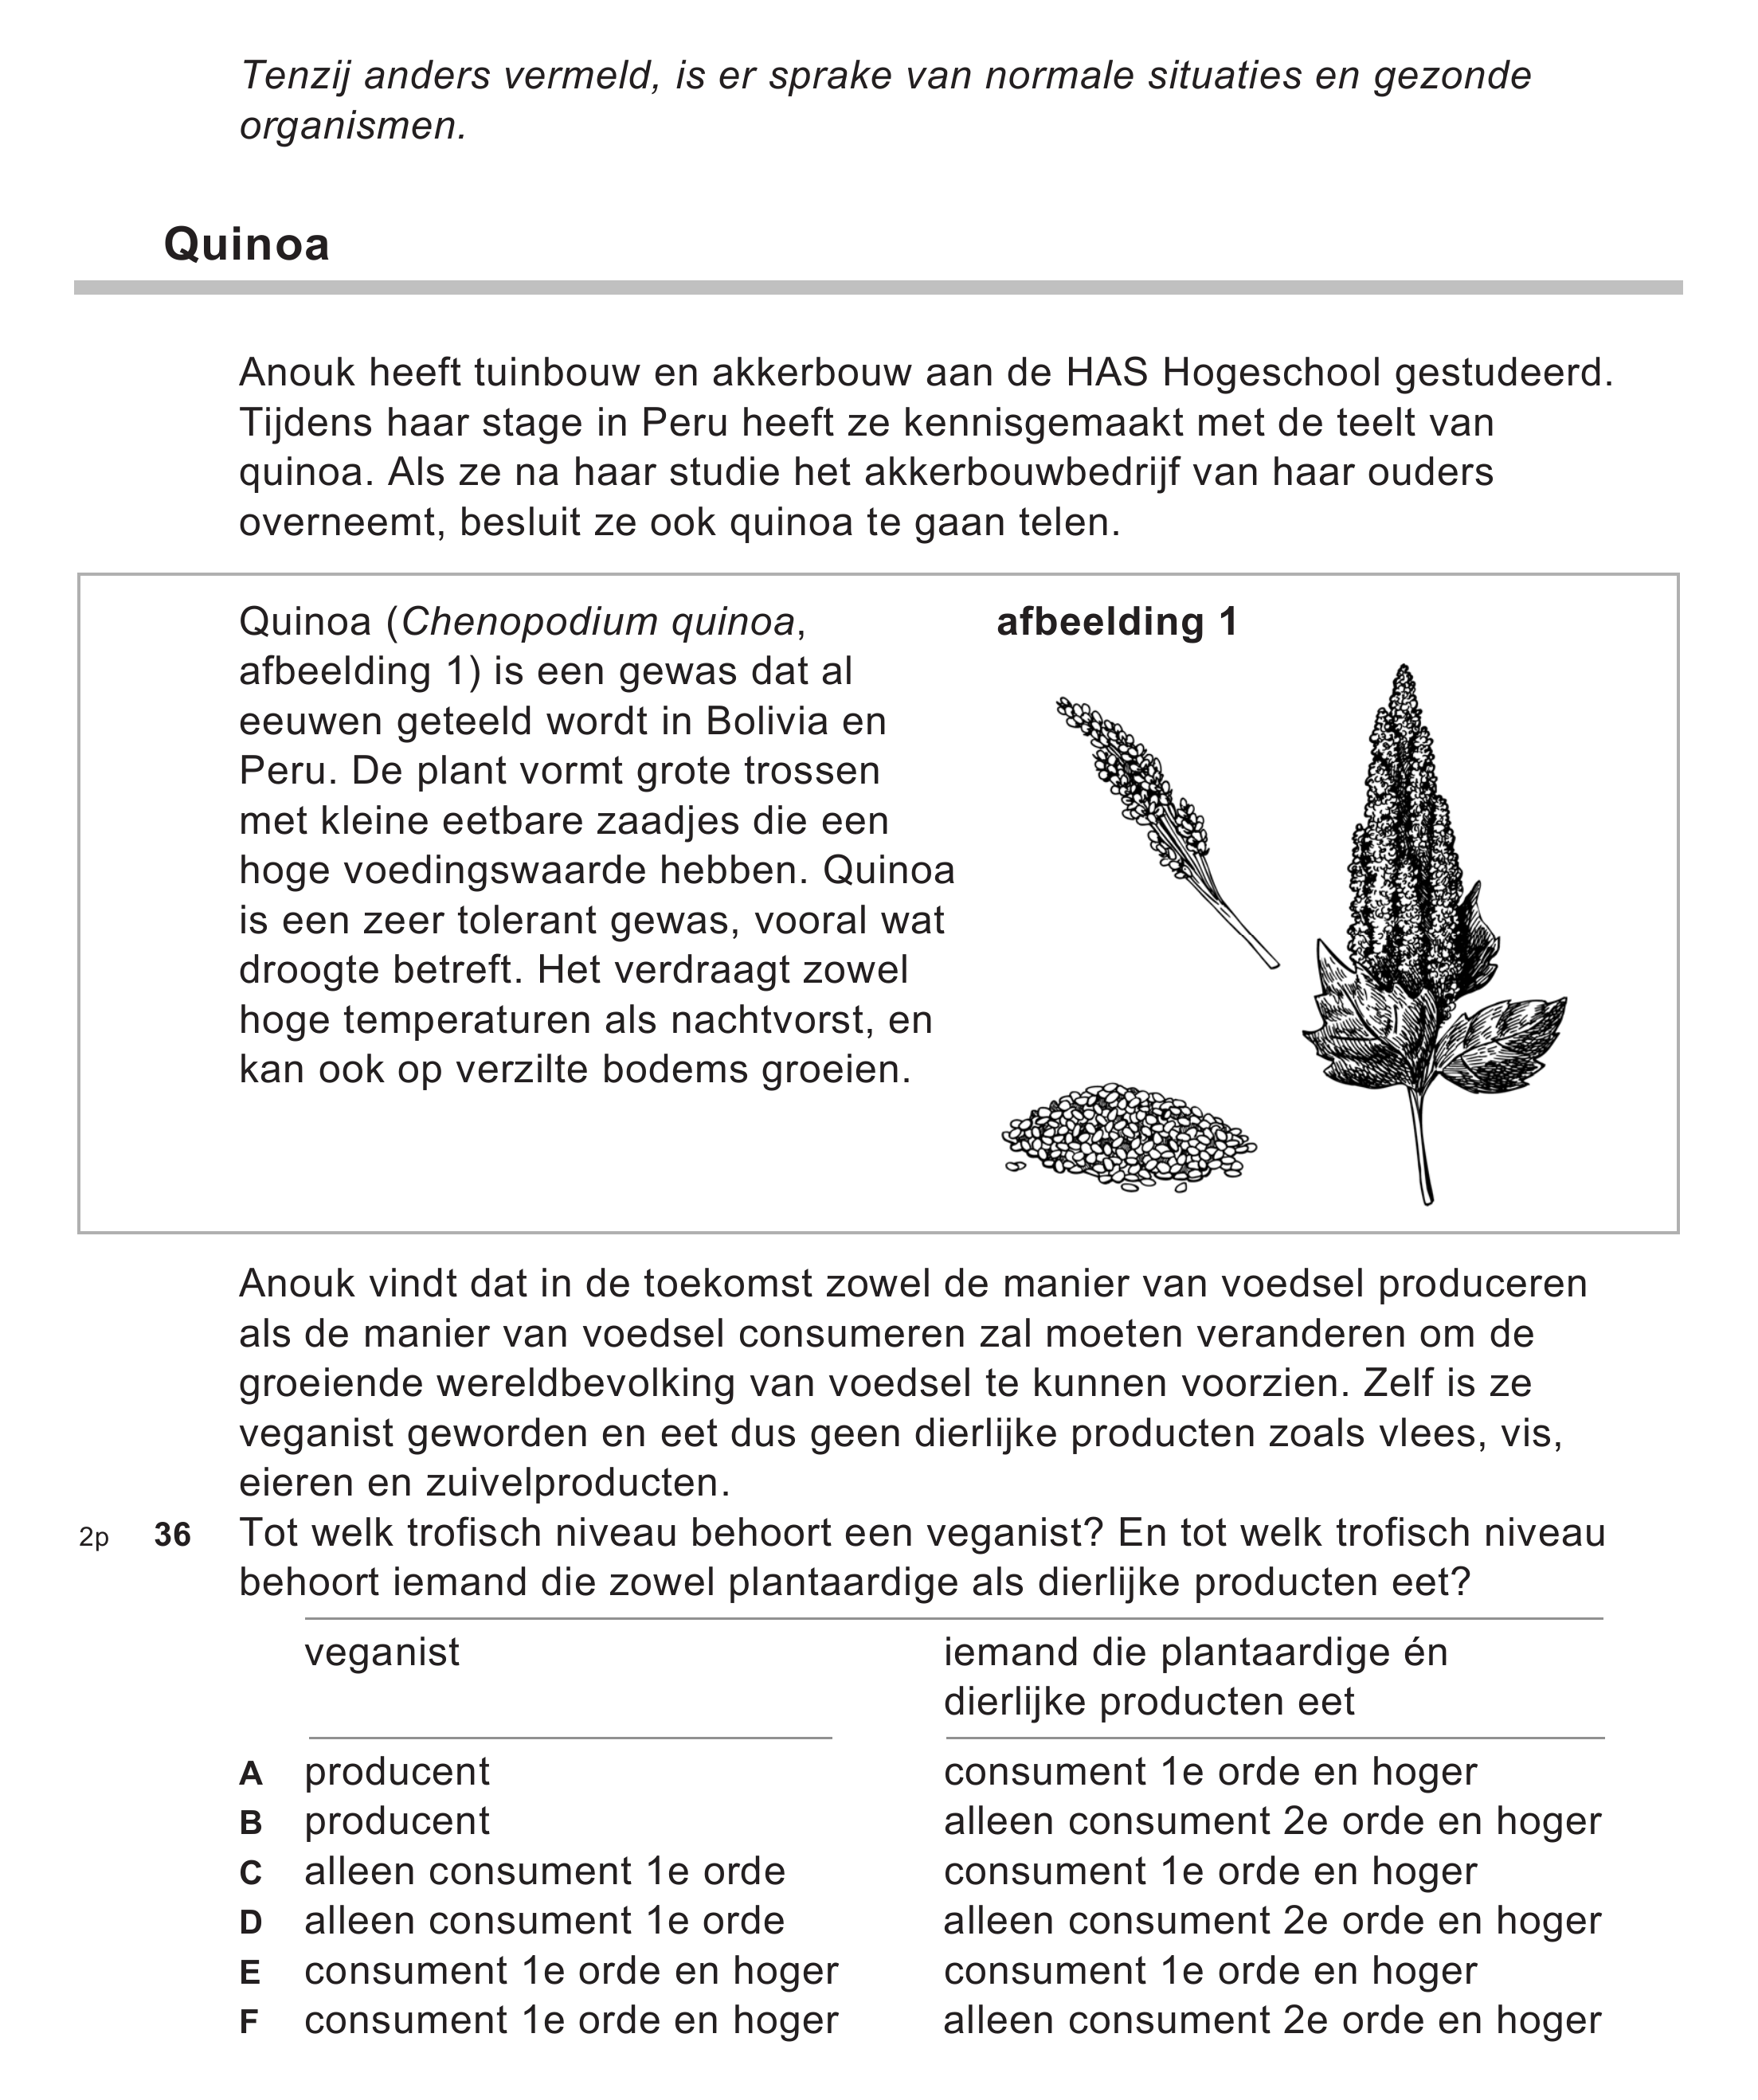 Tenzij anders vermeld, is er sprake van normale situaties en gezonde
organismen.
Quinoa
Anouk heeft tuinbouw en akkerbouw aan de HAS Hogeschool gestudeerd.
Tijdens haar stage in Peru heeft ze kennisgemaakt met de teelt van
quinoa. Als ze na haar studie het akkerbouwbedrijf van haar ouders
overneemt, besluit ze ook quinoa te gaan telen.
Quinoa (Chenopodium quinoa,
afbeelding 1) is een gewas dat al
eeuwen geteeld wordt in Bolivia en
Peru. De plant vormt grote trossen
met kleine eetbare zaadjes die een
hoge voedingswaarde hebben. Quinoa
is een zeer tolerant gewas, vooral wat
droogte betreft. Het verdraagt zowel
hoge temperaturen als nachtvorst, en
kan ook op verzilte bodems groeien.
afbeelding 1
Anouk vindt dat in de toekomst zowel de manier van voedsel produceren
als de manier van voedsel consumeren zal moeten veranderen om de
groeiende wereldbevolking van voedsel te kunnen voorzien. Zelf is ze
veganist geworden en eet dus geen dierlijke producten zoals vlees, vis,
eieren en zuivelproducten.
2p 36 Tot welk trofisch niveau behoort een veganist? En tot welk trofisch niveau
behoort iemand die zowel plantaardige als dierlijke producten eet?
veganist iemand die plantaardige én
dierlijke producten eet
A producent consument 1e orde en hoger
B producent alleen consument 2e orde en hoger
C alleen consument 1e orde consument 1e orde en hoger
D alleen consument 1e orde alleen consument 2e orde en hoger
E consument 1e orde en hoger consument 1e orde en hoger
F consument 1e orde en hoger alleen consument 2e orde en hoger